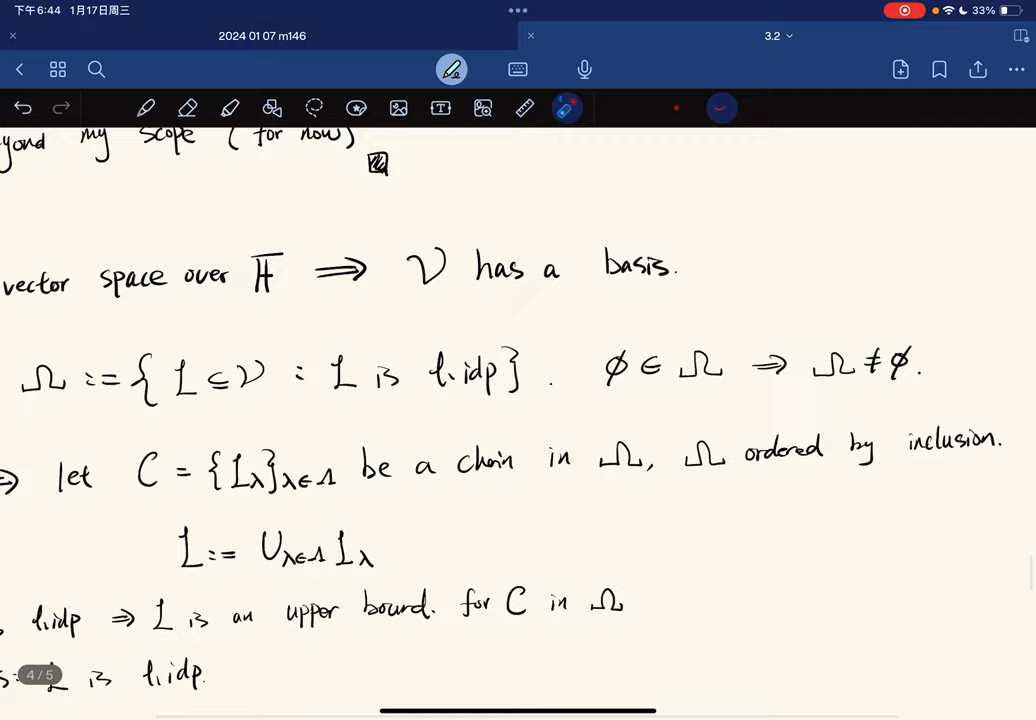 下午6:44 1月17日周三
33%
2024 01 07 m146
3.2
yond my scope (for now)
vector space over 𝔽 ⟹ V has a basis.
Ω := { L ⊆ V : L is l.idp } . ∅ ∈ Ω ⟹ Ω ≠ ∅.
⇒ let C = {L_λ}_{λ∈Λ} be a chain in Ω, Ω ordered by inclusion.
L := ∪_{λ∈Λ} L_λ
l.idp ⇒ L is an upper bound. for C in Ω
L is l.idp.
4 / 5